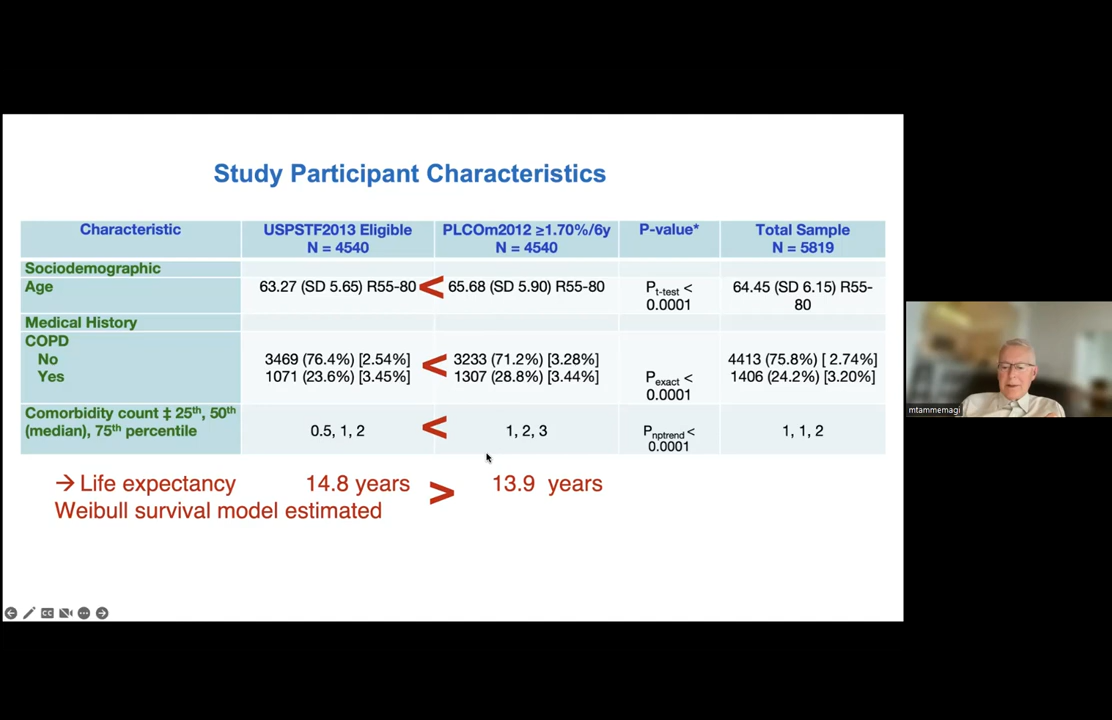 Study Participant Characteristics
Characteristic USPSTF2013 Eligible PLCOm2012 ≥1.70%/6y P-value* Total Sample
N = 4540 N = 4540 N = 5819
Sociodemographic
Age 63.27 (SD 5.65) R55-80 < 65.68 (SD 5.90) R55-80 Pt-test < 64.45 (SD 6.15) R55-
0.0001 80
Medical History
COPD
No 3469 (76.4%) [2.54%] < 3233 (71.2%) [3.28%] 4413 (75.8%) [ 2.74%]
Yes 1071 (23.6%) [3.45%] 1307 (28.8%) [3.44%] Pexact < 1406 (24.2%) [3.20%]
0.0001
Comorbidity count ‡ 25th, 50th
(median), 75th percentile 0.5, 1, 2 < 1, 2, 3 Pnptrend < 1, 1, 2
0.0001
→ Life expectancy 14.8 years > 13.9 years
Weibull survival model estimated
CC
mtammemagi